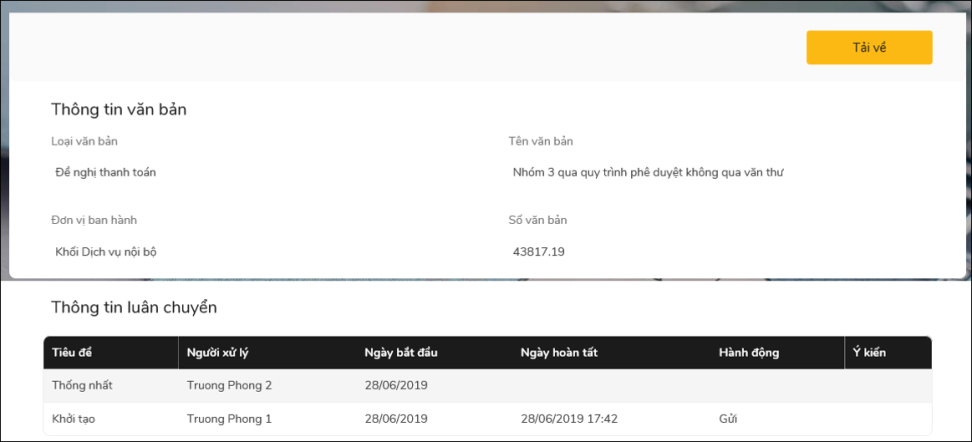 Tải về
Thông tin văn bản
Loại văn bản Tên văn bản
Đề nghị thanh toán Nhóm 3 qua quy trình phê duyệt không qua văn thư
Đơn vị ban hành Số văn bản
Khối Dịch vụ nội bộ 43817.19
Thông tin luân chuyển
Tiêu đề Người xử lý Ngày bắt đầu Ngày hoàn tất Hành động Ý kiến
Thống nhất Truong Phong 2 28/06/2019
Khởi tạo Truong Phong 1 28/06/2019 28/06/2019 17:42 Gửi